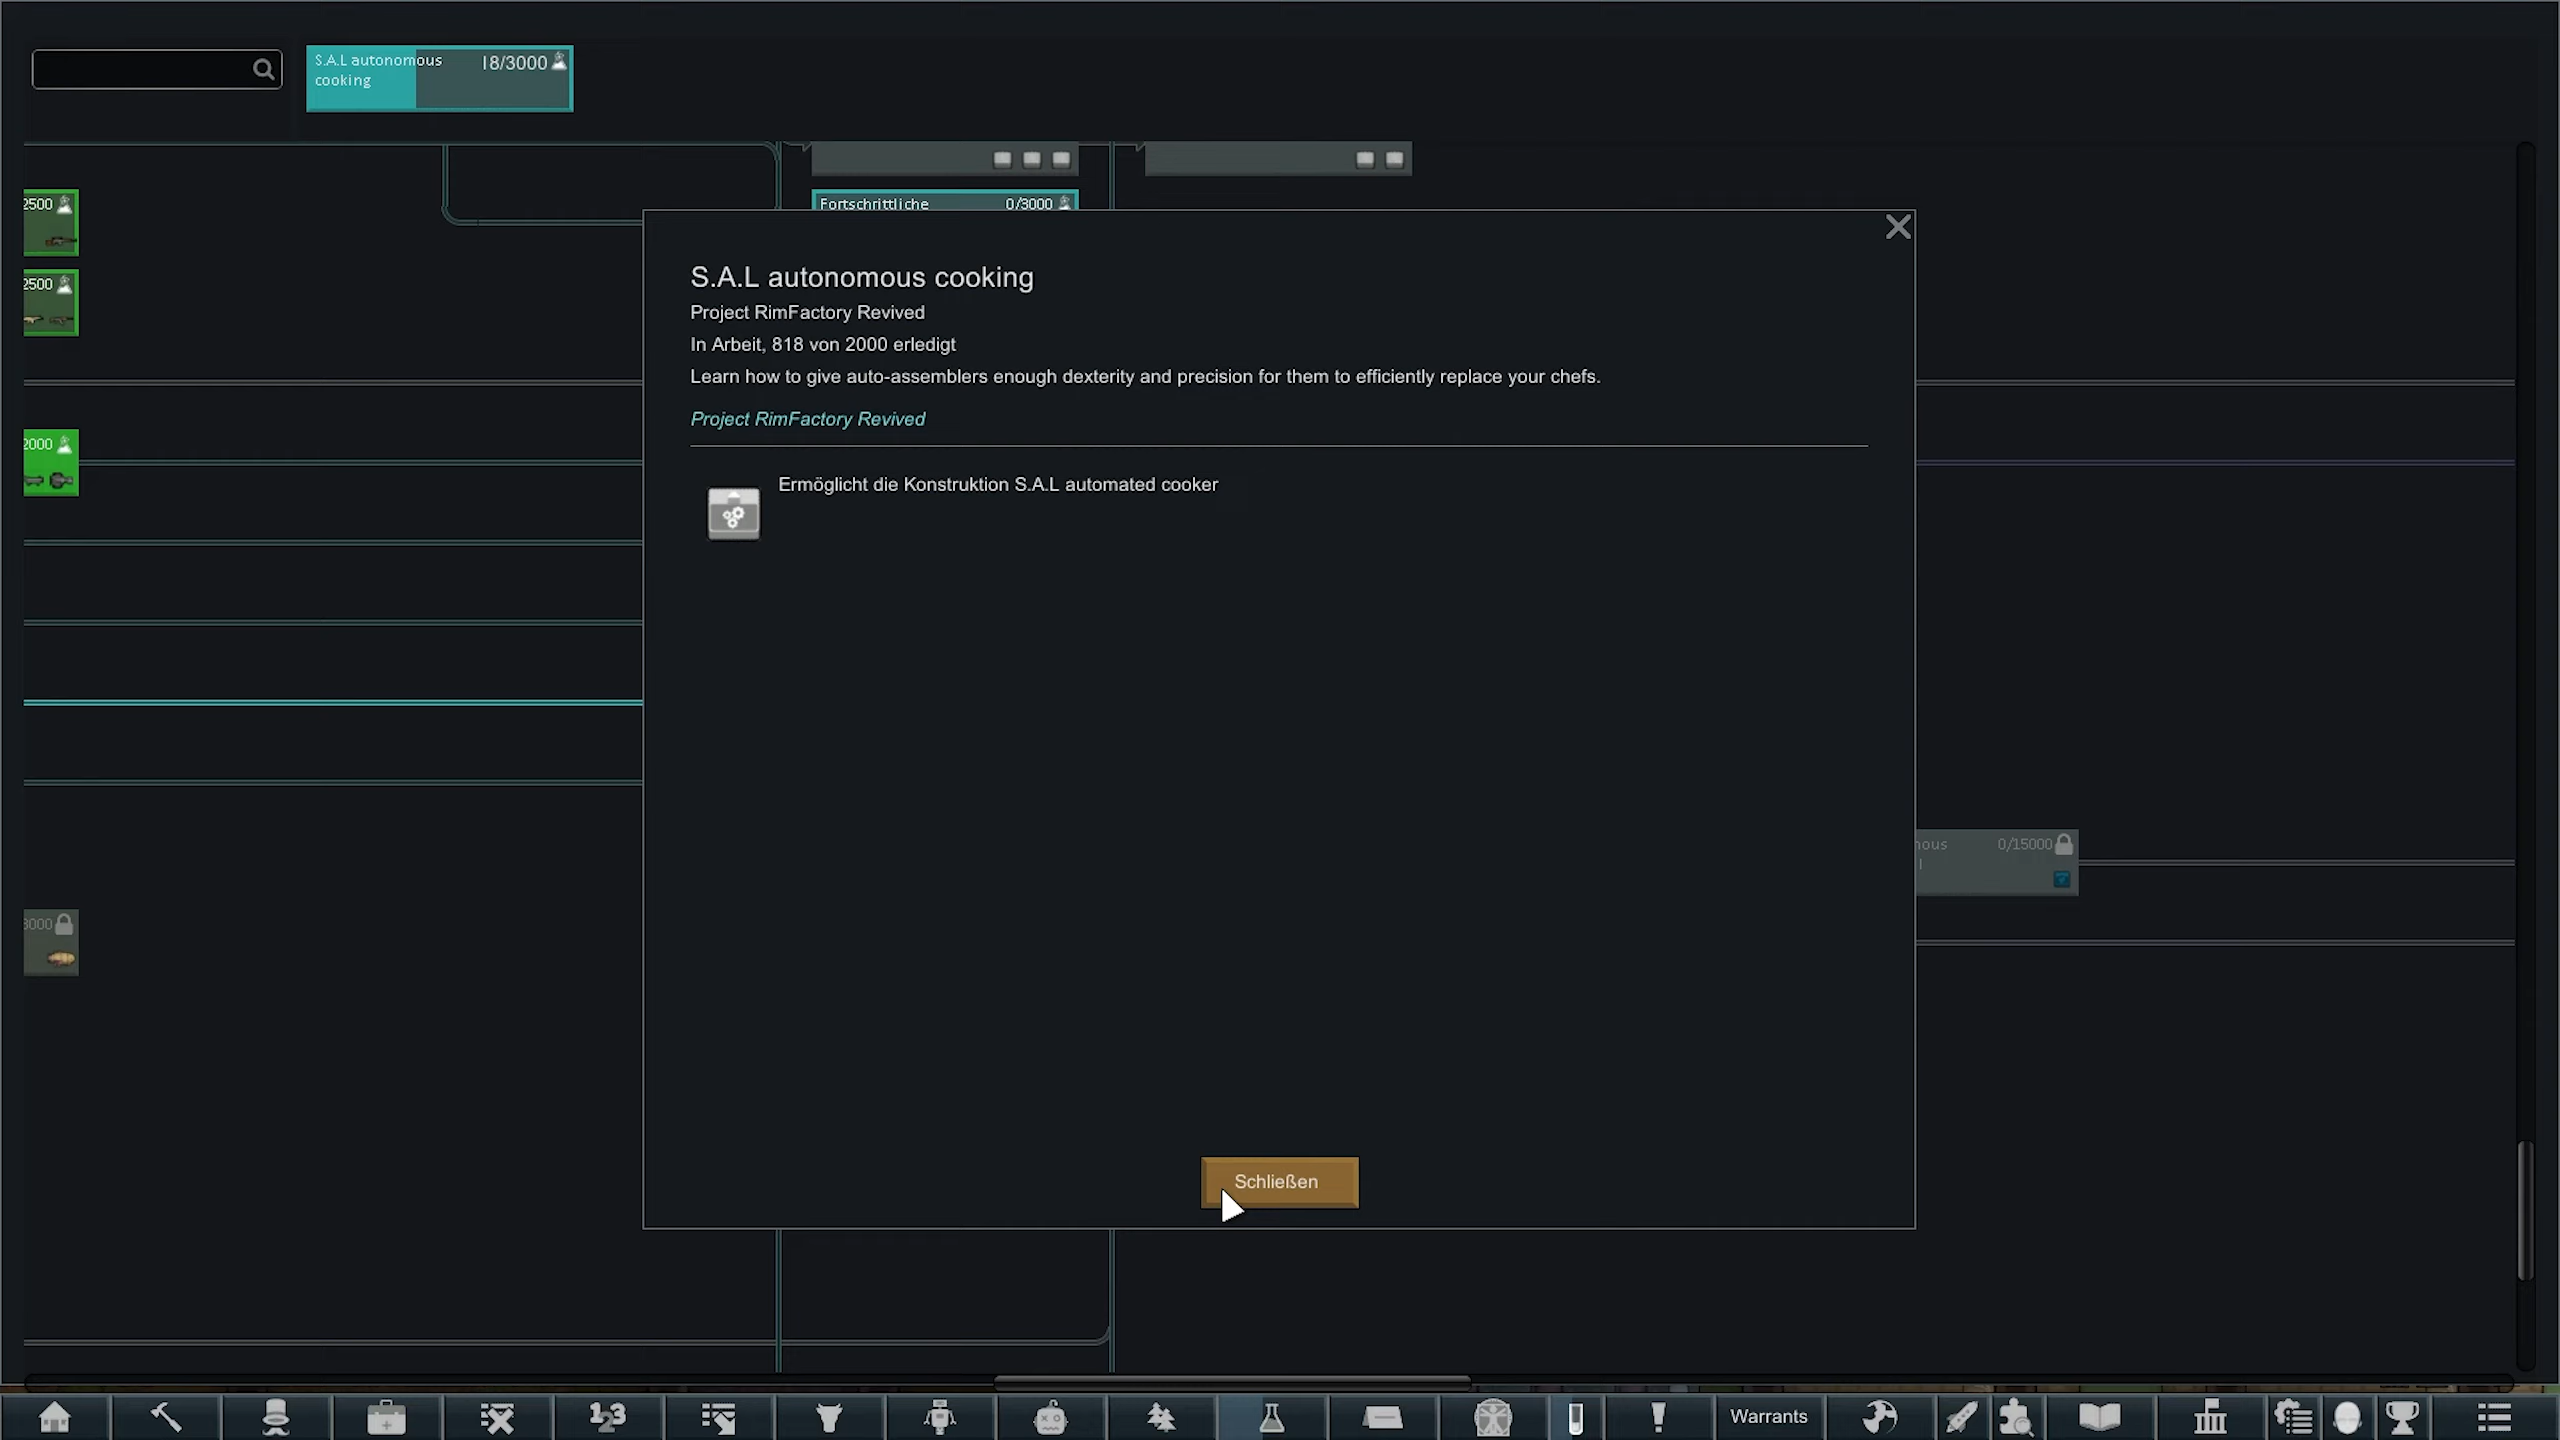 S.A.L autonomous
cooking
18/3000
Fortschrittliche
0/3000
2500
2500
2000
3000
nous
0/15000
S.A.L autonomous cooking
Project RimFactory Revived
In Arbeit, 818 von 2000 erledigt
Learn how to give auto-assemblers enough dexterity and precision for them to efficiently replace your chefs.
Project RimFactory Revived
Ermöglicht die Konstruktion S.A.L automated cooker
Schließen
123
Warrants